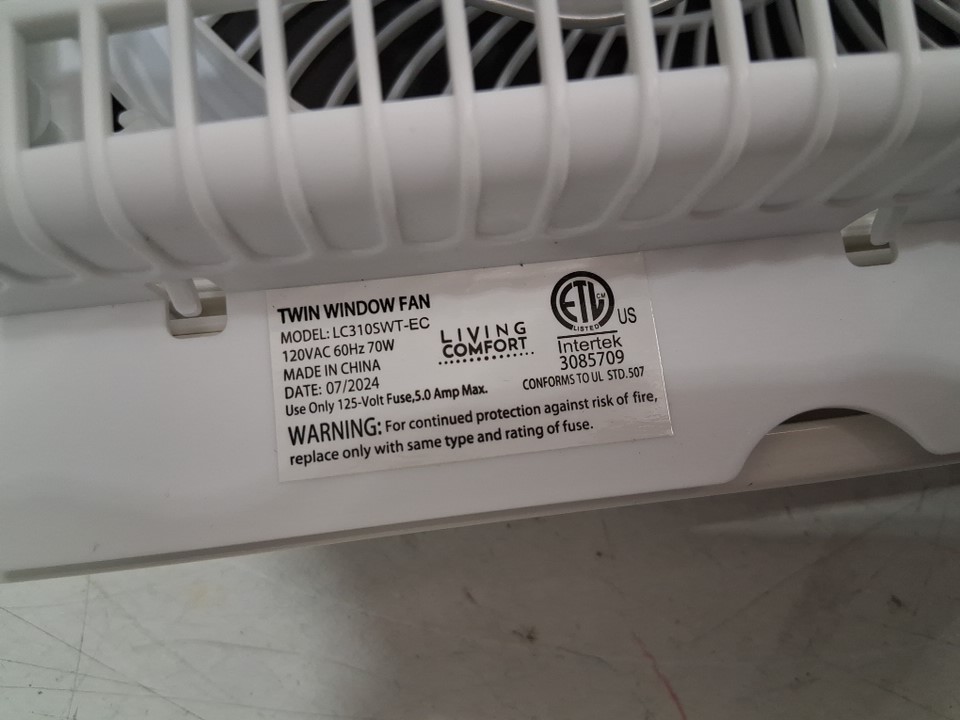 TWIN WINDOW FAN
MODEL: LC310SWT-EC
120VAC 60Hz 70W
MADE IN CHINA
DATE: 07/2024
Use Only 125-Volt Fuse,5.0 Amp Max.
LIVING
COMFORT
ETL CM
LISTED
US
Intertek
3085709
CONFORMS TO UL STD.507
WARNING: For continued protection against risk of fire,
replace only with same type and rating of fuse.